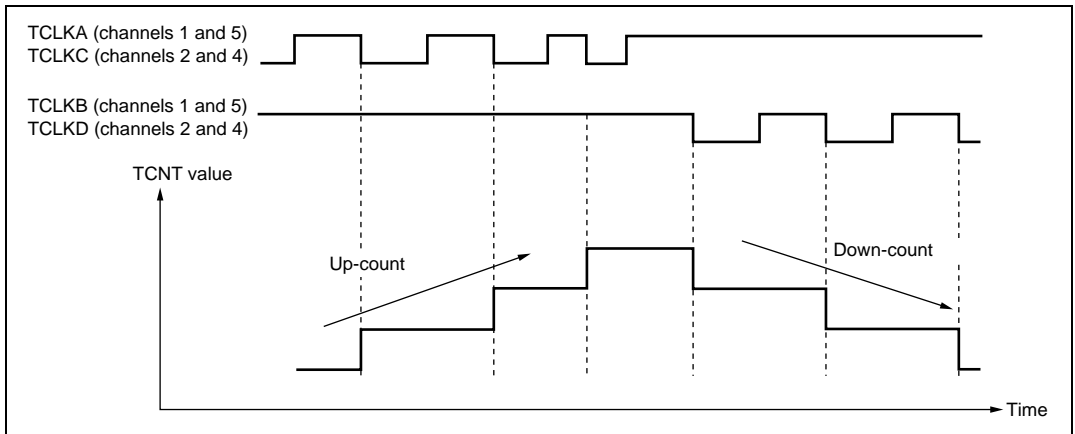 TCLKA (channels 1 and 5)
TCLKC (channels 2 and 4)
TCLKB (channels 1 and 5)
TCLKD (channels 2 and 4)
TCNT value
Up-count
Down-count
Time